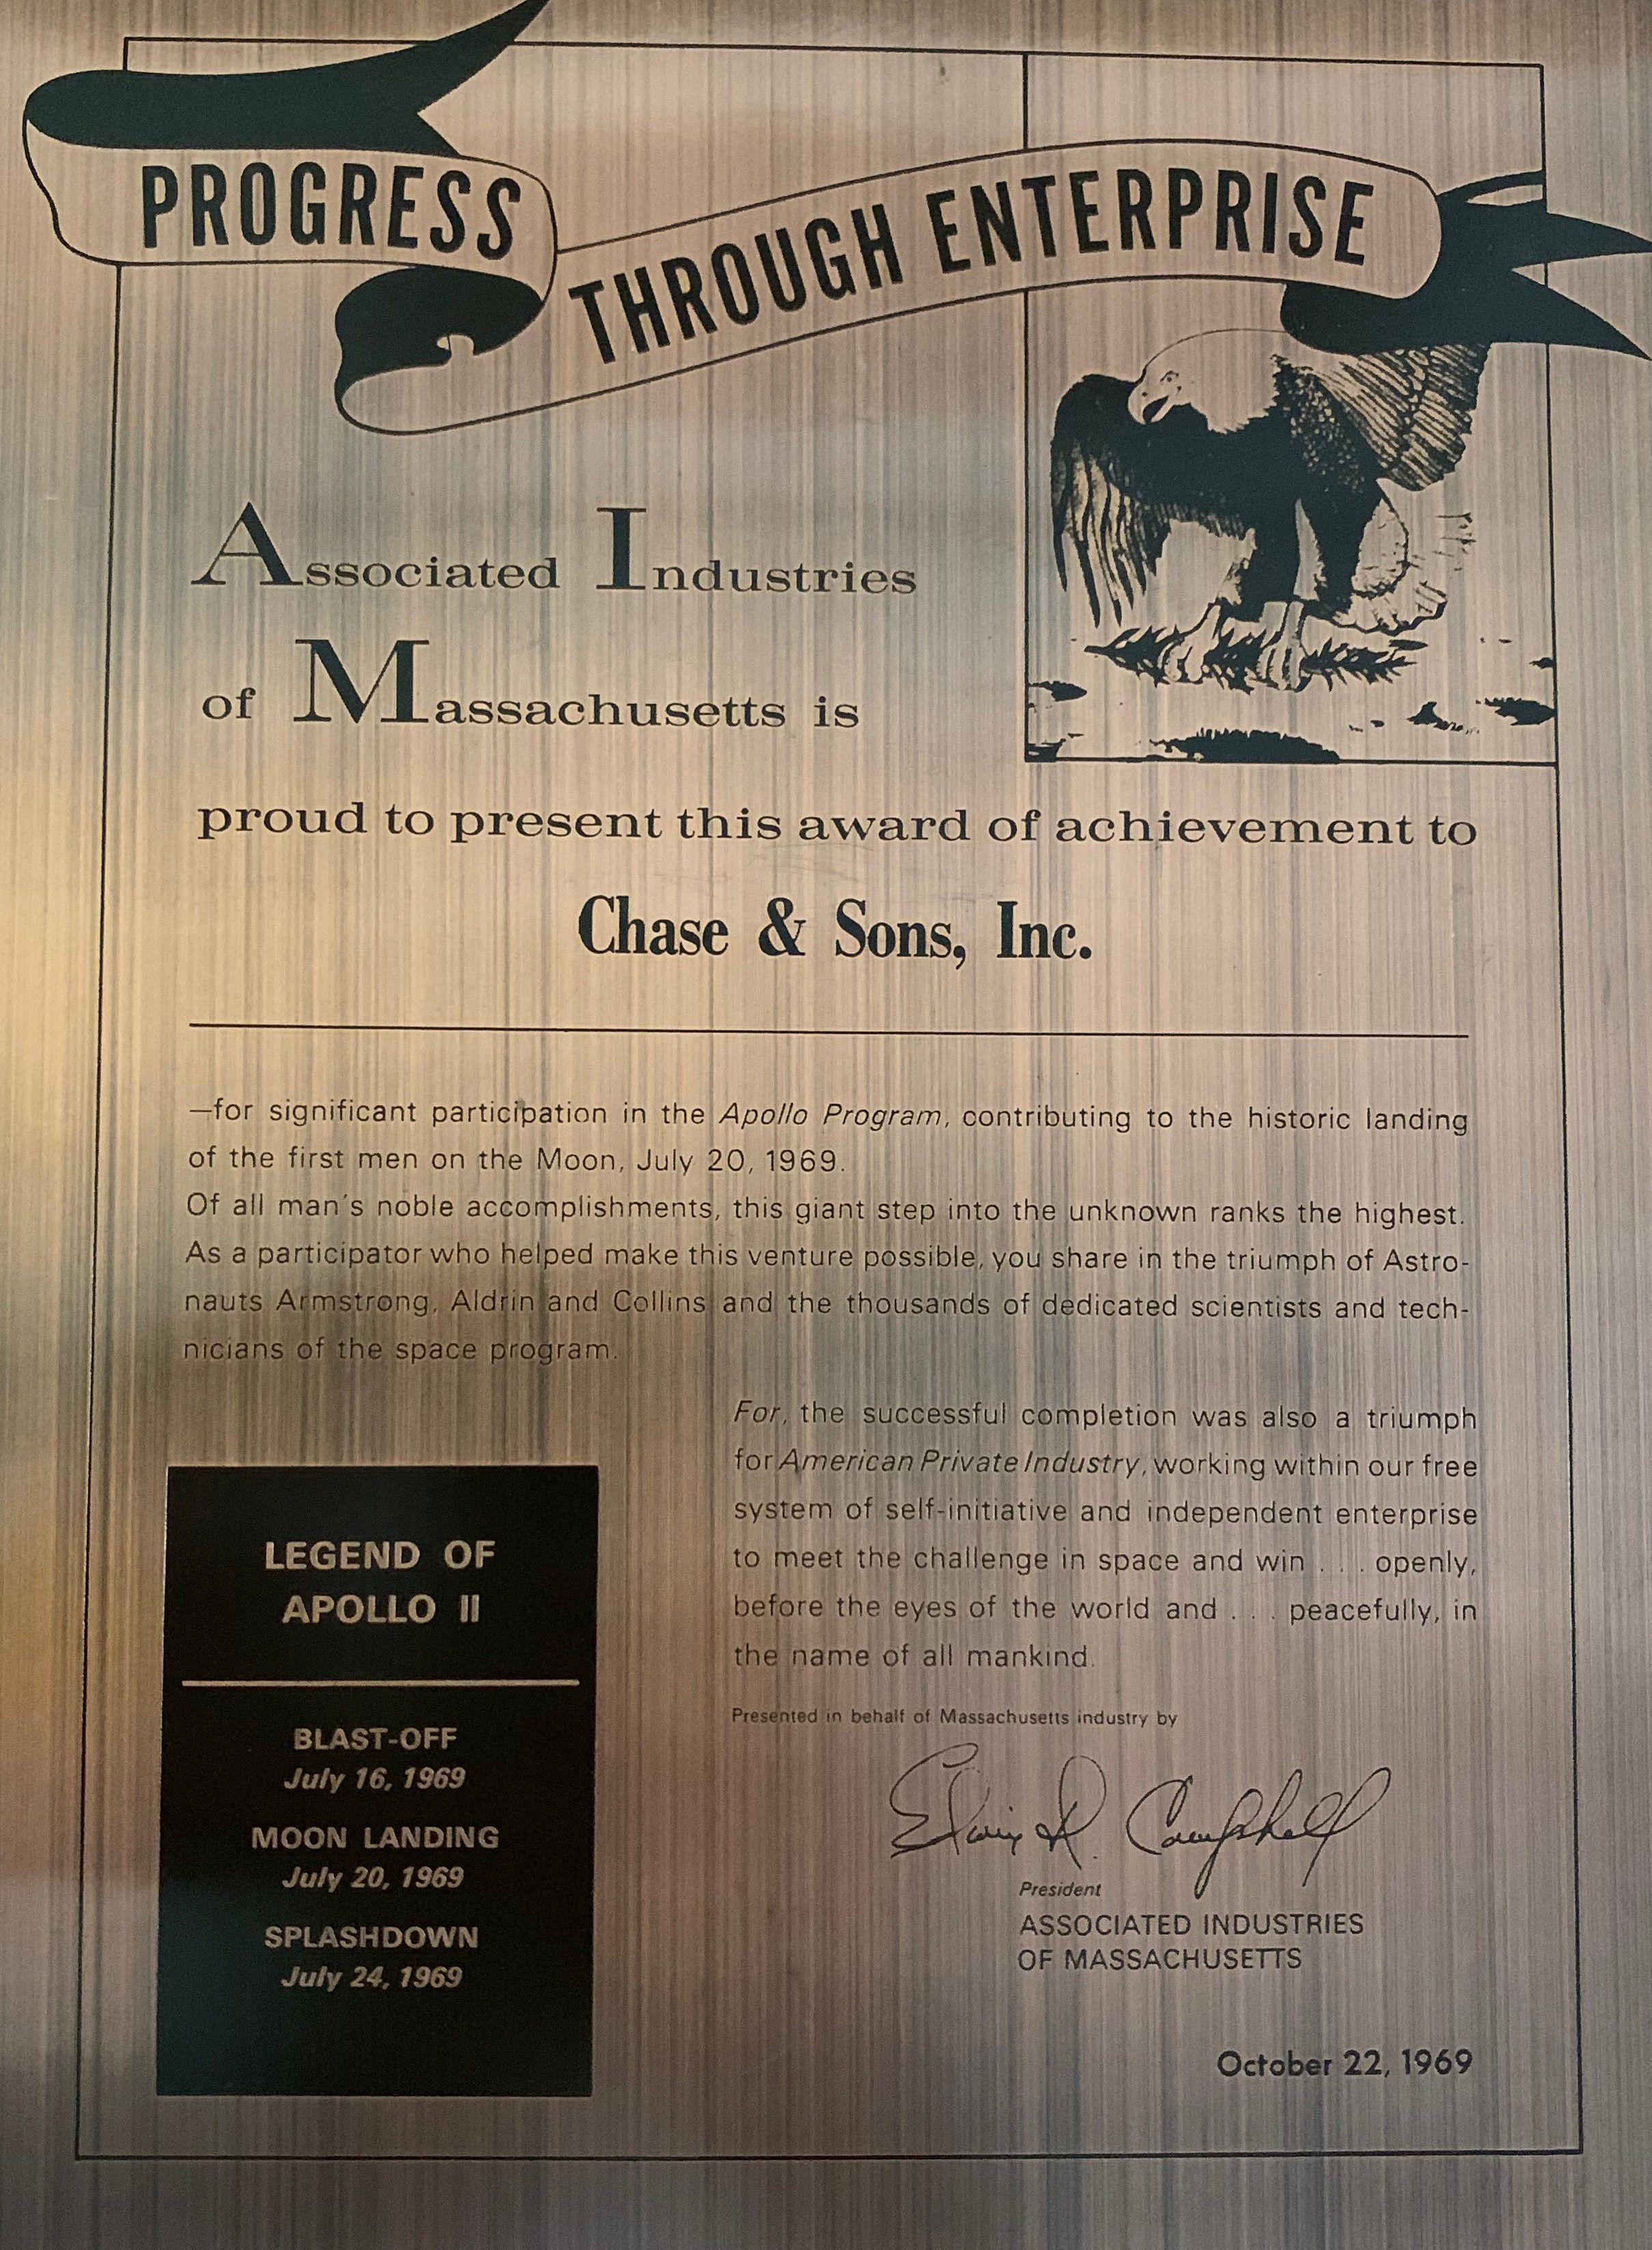 PROGRESS
THROUGH ENTERPRISE
Associated Industries
of Massachusetts is
proud to present this award of achievement to
Chase & Sons, Inc.
—for significant participation in the Apollo Program, contributing to the historic landing
of the first men on the Moon, July 20, 1969.
Of all man's noble accomplishments, this giant step into the unknown ranks the highest.
As a participator who helped make this venture possible, you share in the triumph of Astro-
nauts Armstrong, Aldrin and Collins and the thousands of dedicated scientists and tech-
nicians of the space program.
For, the successful completion was also a triumph
for American Private Industry, working within our free
system of self-initiative and independent enterprise
to meet the challenge in space and win . . . openly,
before the eyes of the world and . . . peacefully, in
the name of all mankind.
LEGEND OF
APOLLO II
BLAST-OFF
July 16, 1969
MOON LANDING
July 20, 1969
SPLASHDOWN
July 24, 1969
Presented in behalf of Massachusetts industry by
Campbell
President
ASSOCIATED INDUSTRIES
OF MASSACHUSETTS
October 22, 1969